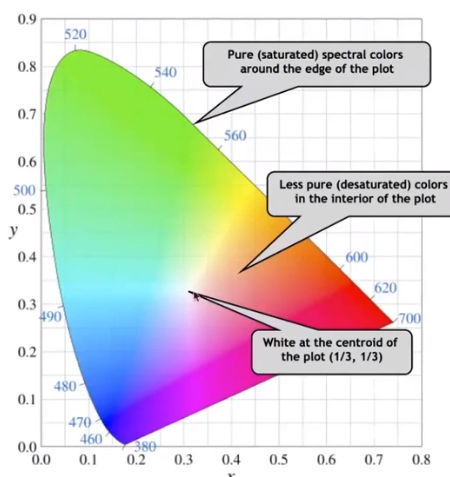 0.9
520
Pure (saturated) spectral colors
around the edge of the plot
0.8
540
0.7
560
0.6
Less pure (desaturated) colors
in the interior of the plot
500
0.5
y
0.4
600
620
0.3
490
700
White at the centroid of
the plot (1/3, 1/3)
0.2
480
0.1
470
460
380
0.0
0.0 0.1 0.2 0.3 0.4 0.5 0.6 0.7 0.8
x